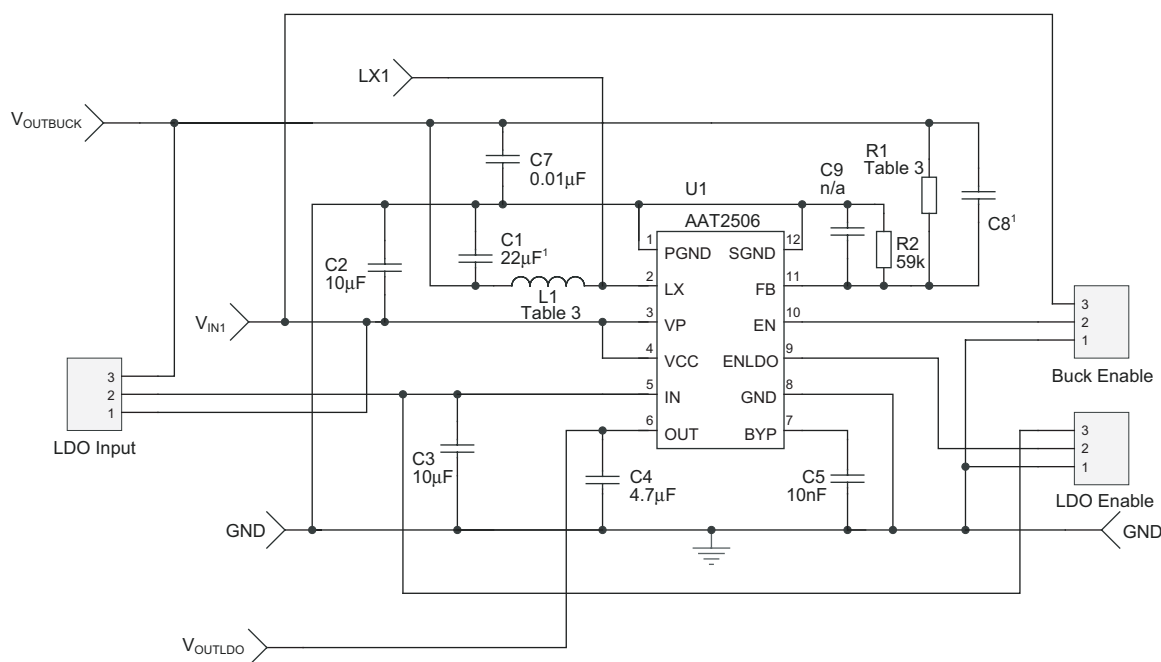 LX1
V_OUTBUCK
C7
0.01μF
C9
n/a
R1
Table 3
C8¹
U1
AAT2506
C1
22μF¹
C2
10μF
L1
Table 3
R2
59k
1
PGND
SGND
12
2
LX
FB
11
V_IN1
3
VP
EN
10
4
VCC
ENLDO
9
5
IN
GND
8
6
OUT
BYP
7
3
2
1
Buck Enable
3
2
1
LDO Input
3
2
1
LDO Enable
C3
10μF
C4
4.7μF
C5
10nF
GND
GND
V_OUTLDO